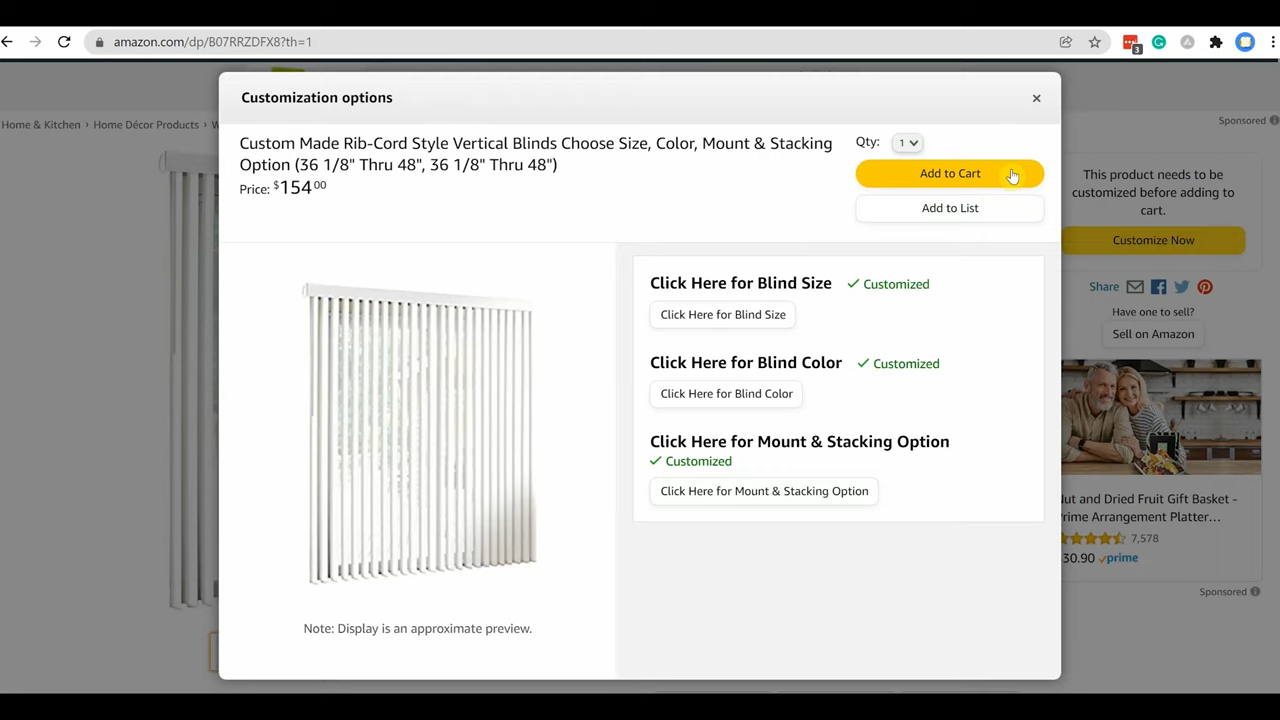 amazon.com/dp/B07RRZDFX8?th=1
3
Customization options
×
Home & Kitchen › Home Décor Products › W
Sponsored
Custom Made Rib-Cord Style Vertical Blinds Choose Size, Color, Mount & Stacking
Option (36 1/8" Thru 48", 36 1/8" Thru 48")
Price: $154 00
Qty: 1
Add to Cart
Add to List
This product needs to be
customized before adding to
cart.
Customize Now
Share
Have one to sell?
Sell on Amazon
Click Here for Blind Size ✓ Customized
Click Here for Blind Size
Click Here for Blind Color ✓ Customized
Click Here for Blind Color
Click Here for Mount & Stacking Option
✓ Customized
Click Here for Mount & Stacking Option
Note: Display is an approximate preview.
Nut and Dried Fruit Gift Basket -
Prime Arrangement Platter…
7,578
30.90 ✓prime
Sponsored